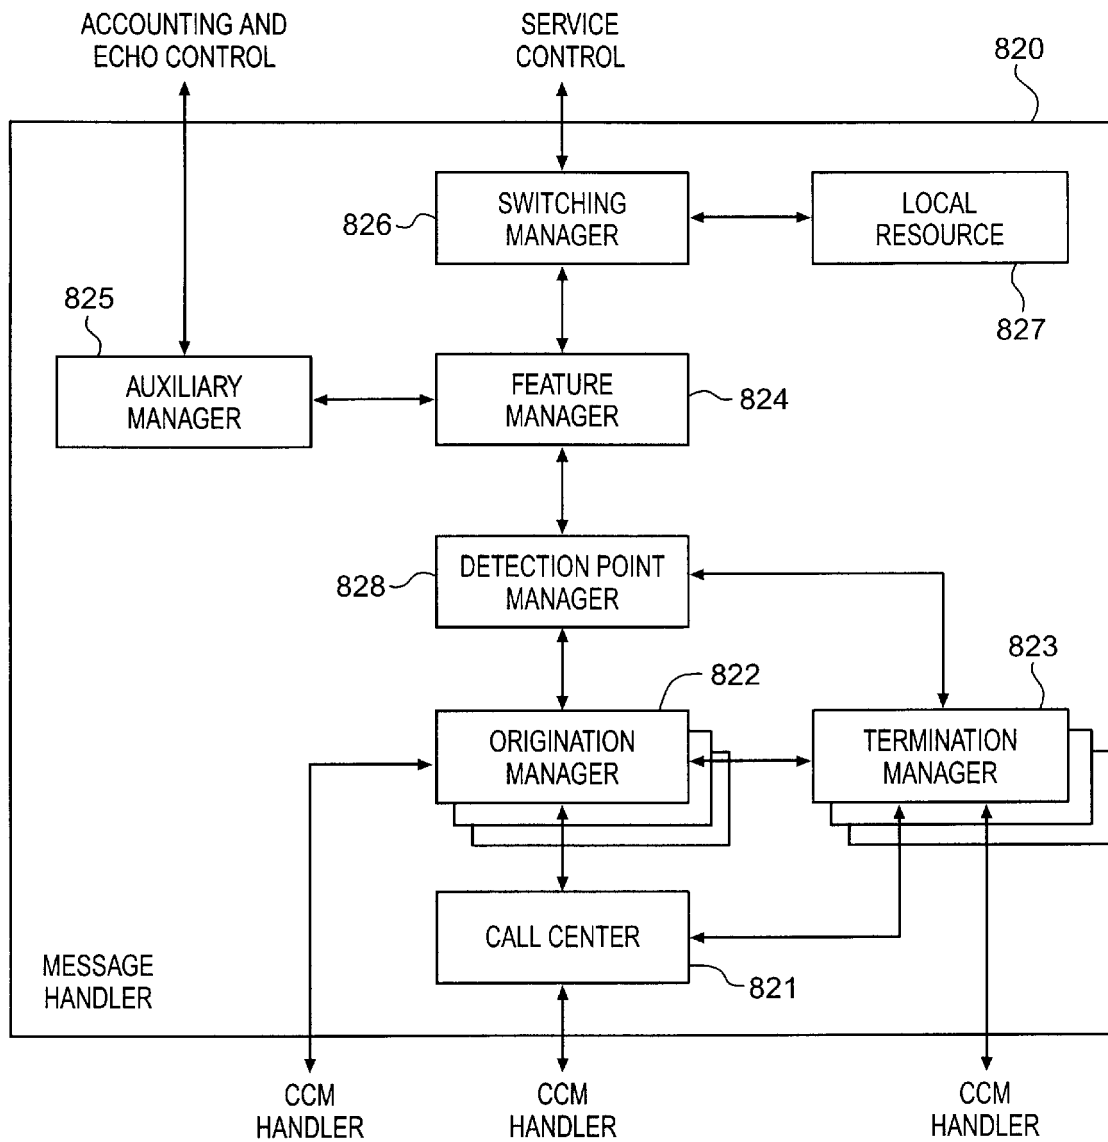 ACCOUNTING AND
ECHO CONTROL
SERVICE
CONTROL
820
826
SWITCHING
MANAGER
LOCAL
RESOURCE
827
825
AUXILIARY
MANAGER
FEATURE
MANAGER
824
828
DETECTION POINT
MANAGER
822
823
ORIGINATION
MANAGER
TERMINATION
MANAGER
CALL CENTER
821
MESSAGE
HANDLER
CCM
HANDLER
CCM
HANDLER
CCM
HANDLER